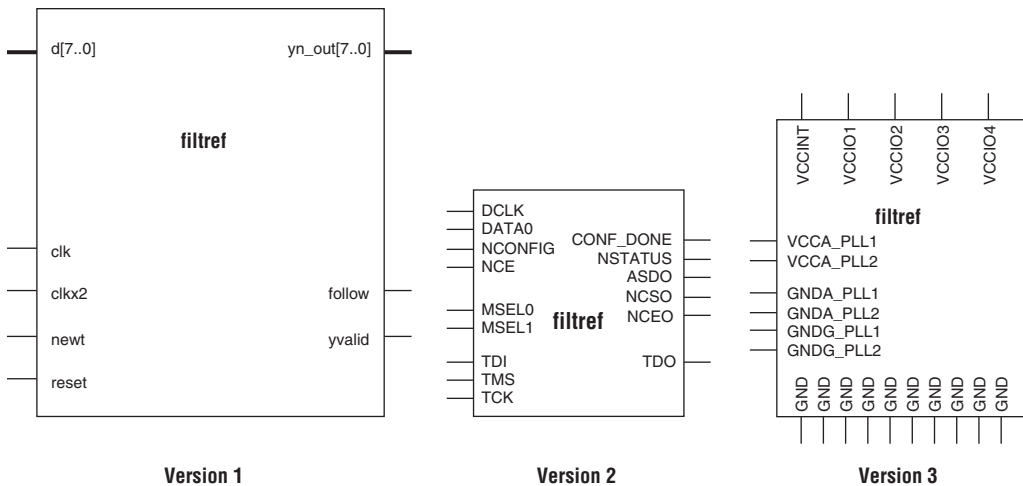 d[7..0]
yn_out[7..0]
filtref
clk
clkx2
follow
newt
yvalid
reset
Version 1
DCLK
DATA0
NCONFIG
NCE
CONF_DONE
NSTATUS
ASDO
NCSO
NCEO
MSEL0
MSEL1
filtref
TDI
TMS
TCK
TDO
Version 2
VCCINT
VCCIO1
VCCIO2
VCCIO3
VCCIO4
filtref
VCCA_PLL1
VCCA_PLL2
GNDA_PLL1
GNDA_PLL2
GNDG_PLL1
GNDG_PLL2
GND
GND
GND
GND
GND
GND
GND
GND
GND
GND
Version 3